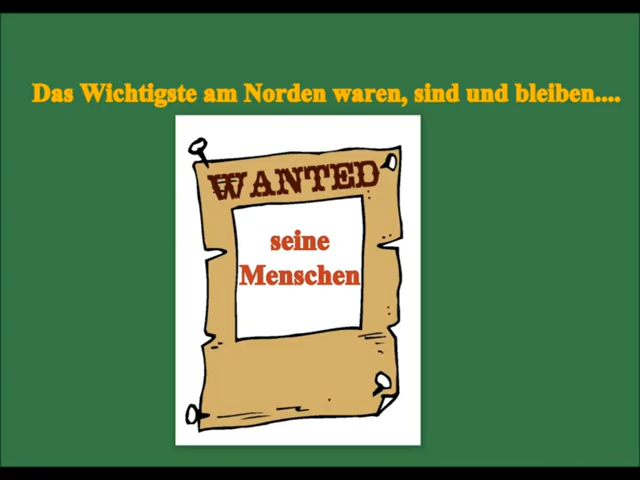 Das Wichtigste am Norden waren, sind und bleiben....
WANTED
seine
Menschen